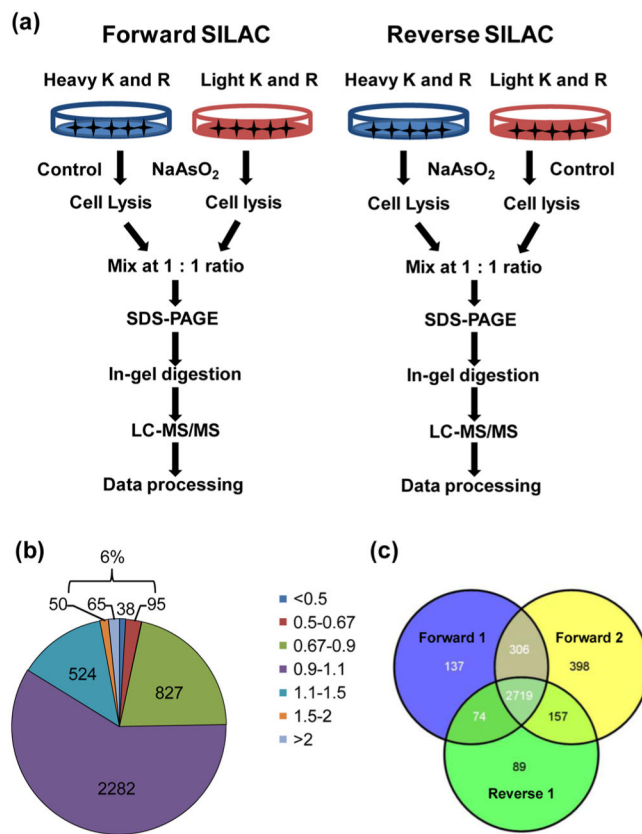 (a)
Forward SILAC
Reverse SILAC
Heavy K and R
Light K and R
Heavy K and R
Light K and R
Control
NaAsO₂
NaAsO₂
Control
Cell Lysis
Cell lysis
Cell Lysis
Cell lysis
Mix at 1 : 1 ratio
Mix at 1 : 1 ratio
SDS-PAGE
SDS-PAGE
In-gel digestion
In-gel digestion
LC-MS/MS
LC-MS/MS
Data processing
Data processing
(b)
6%
50
65
38
95
524
827
2282
<0.5
0.5-0.67
0.67-0.9
0.9-1.1
1.1-1.5
1.5-2
>2
(c)
Forward 1
306
Forward 2
137
398
2719
74
157
89
Reverse 1